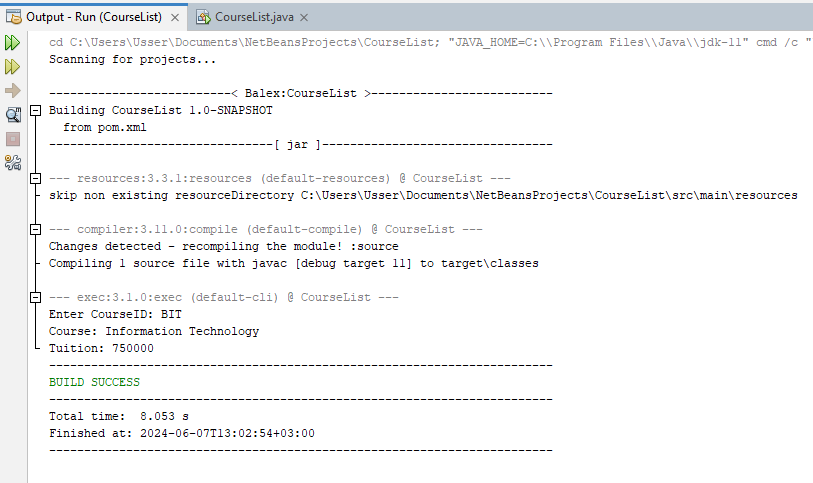 Output - Run (CourseList) ×
CourseList.java ×
cd C:\Users\Usser\Documents\NetBeansProjects\CourseList; "JAVA_HOME=C:\\Program Files\\Java\\jdk-11" cmd /c "
Scanning for projects...
--------------------------< Balex:CourseList >--------------------------
Building CourseList 1.0-SNAPSHOT
  from pom.xml
--------------------------------[ jar ]---------------------------------
--- resources:3.3.1:resources (default-resources) @ CourseList ---
skip non existing resourceDirectory C:\Users\Usser\Documents\NetBeansProjects\CourseList\src\main\resources
--- compiler:3.11.0:compile (default-compile) @ CourseList ---
Changes detected - recompiling the module! :source
Compiling 1 source file with javac [debug target 11] to target\classes
--- exec:3.1.0:exec (default-cli) @ CourseList ---
Enter CourseID: BIT
Course: Information Technology
Tuition: 750000
------------------------------------------------------------------------
BUILD SUCCESS
------------------------------------------------------------------------
Total time:  8.053 s
Finished at: 2024-06-07T13:02:54+03:00
------------------------------------------------------------------------